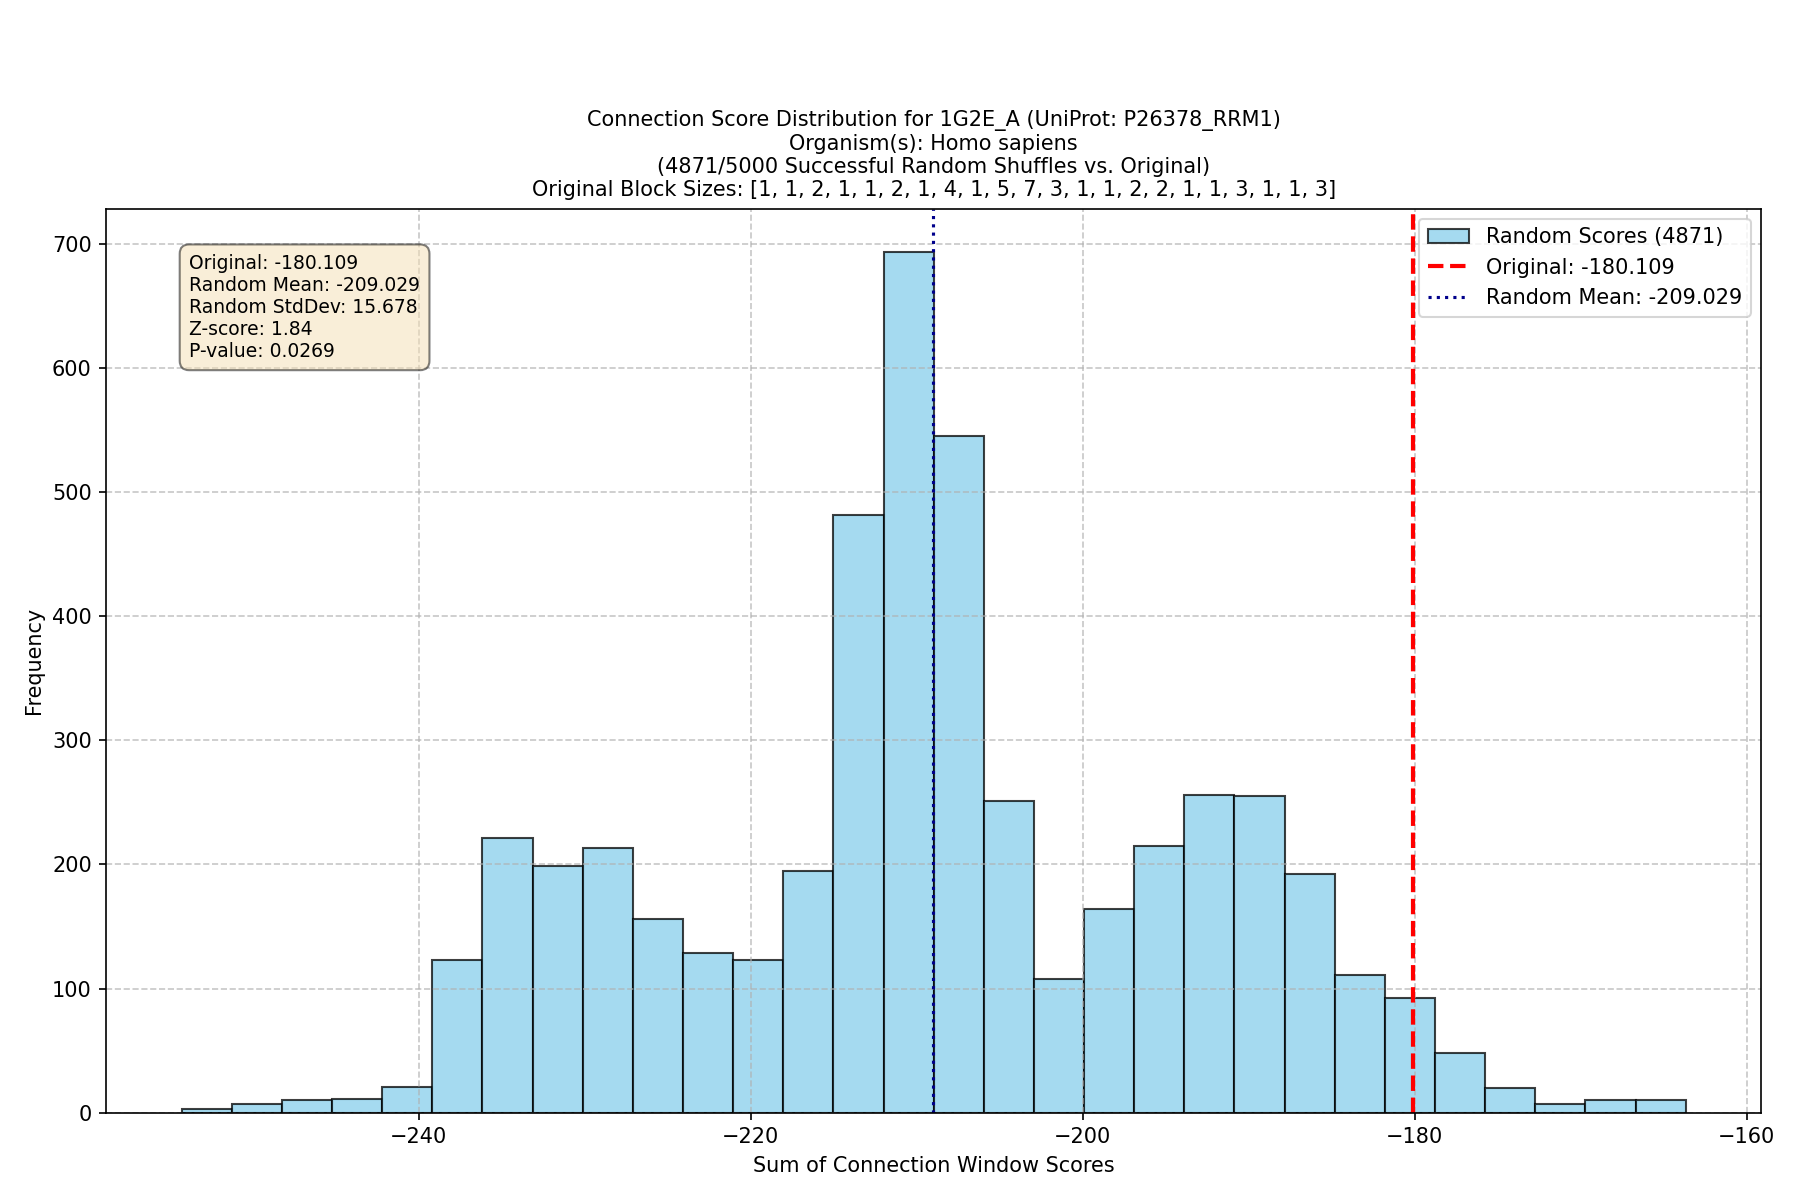 Connection Score Distribution for 1G2E_A (UniProt: P26378_RRM1)
Organism(s): Homo sapiens
(4871/5000 Successful Random Shuffles vs. Original)
Original Block Sizes: [1, 1, 2, 1, 1, 2, 1, 4, 1, 5, 7, 3, 1, 1, 2, 2, 1, 1, 3, 1, 1, 3]
Original: -180.109
Random Mean: -209.029
Random StdDev: 15.678
Z-score: 1.84
P-value: 0.0269
Random Scores (4871)
Original: -180.109
Random Mean: -209.029
Frequency
700
600
500
400
300
200
100
0
−240
−220
−200
−180
−160
Sum of Connection Window Scores